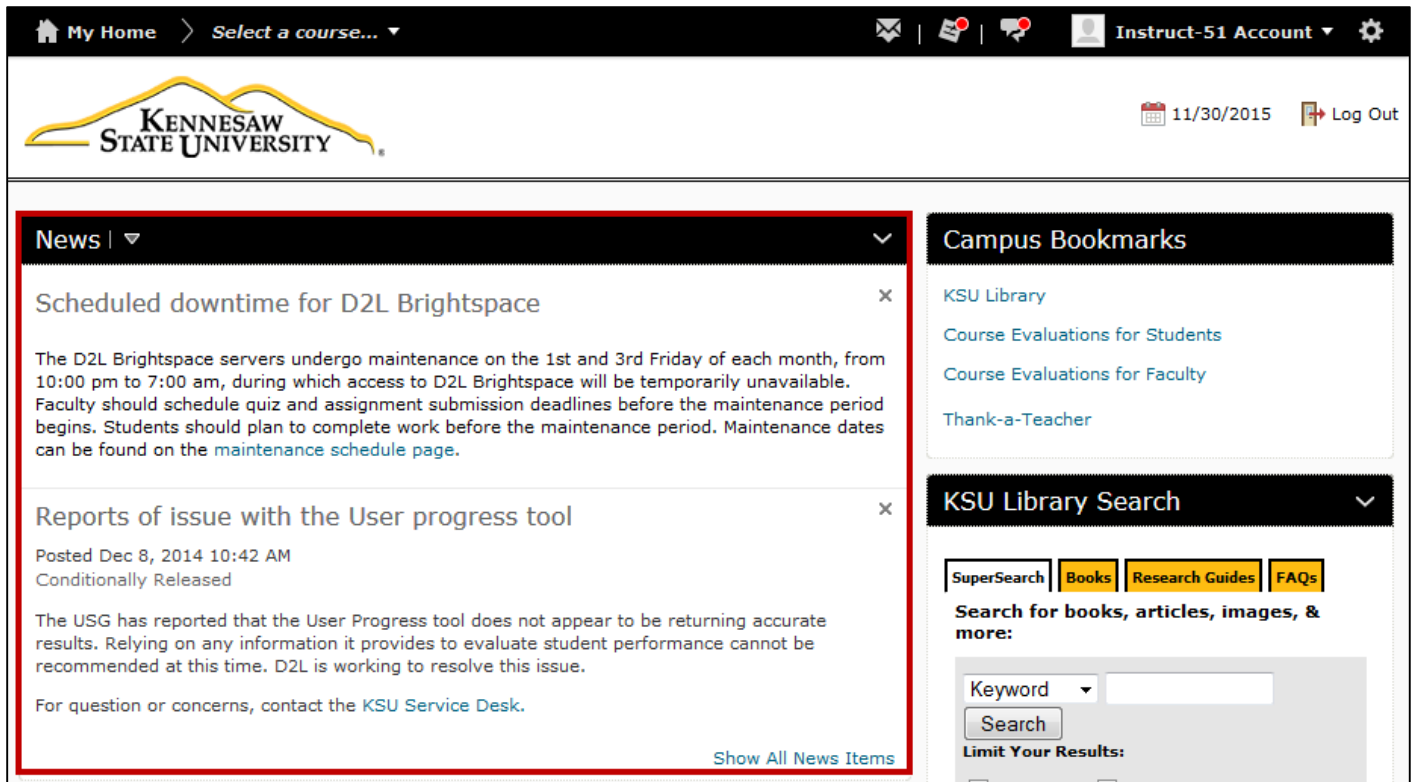 My Home
Select a course...
Instruct-51 Account
KENNESAW
STATE UNIVERSITY
®
11/30/2015
Log Out
News
Scheduled downtime for D2L Brightspace
The D2L Brightspace servers undergo maintenance on the 1st and 3rd Friday of each month, from
10:00 pm to 7:00 am, during which access to D2L Brightspace will be temporarily unavailable.
Faculty should schedule quiz and assignment submission deadlines before the maintenance period
begins. Students should plan to complete work before the maintenance period. Maintenance dates
can be found on the maintenance schedule page.
Reports of issue with the User progress tool
Posted Dec 8, 2014 10:42 AM
Conditionally Released
The USG has reported that the User Progress tool does not appear to be returning accurate
results. Relying on any information it provides to evaluate student performance cannot be
recommended at this time. D2L is working to resolve this issue.
For question or concerns, contact the KSU Service Desk.
Show All News Items
Campus Bookmarks
KSU Library
Course Evaluations for Students
Course Evaluations for Faculty
Thank-a-Teacher
KSU Library Search
SuperSearch Books Research Guides FAQs
Search for books, articles, images, &
more:
Keyword
Search
Limit Your Results: